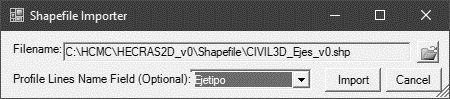 Shapefile Importer
Filename: C:\HCMC\HECRAS2D_v0\Shapefile\CIVIL3D_Ejes_v0.shp
Profile Lines Name Field (Optional): Ejetipo Import Cancel